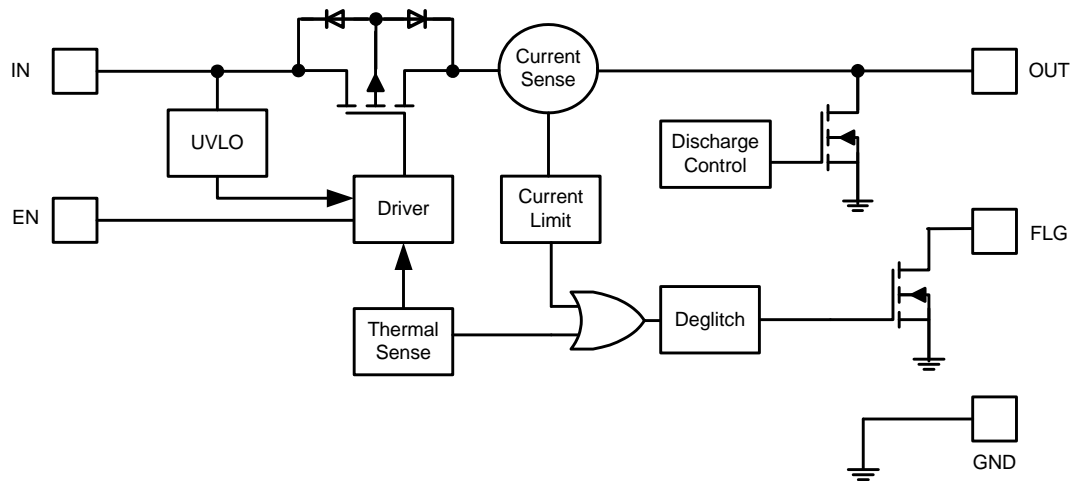 IN
Current
Sense
OUT
UVLO
Discharge
Control
EN
Driver
Current
Limit
FLG
Thermal
Sense
Deglitch
GND